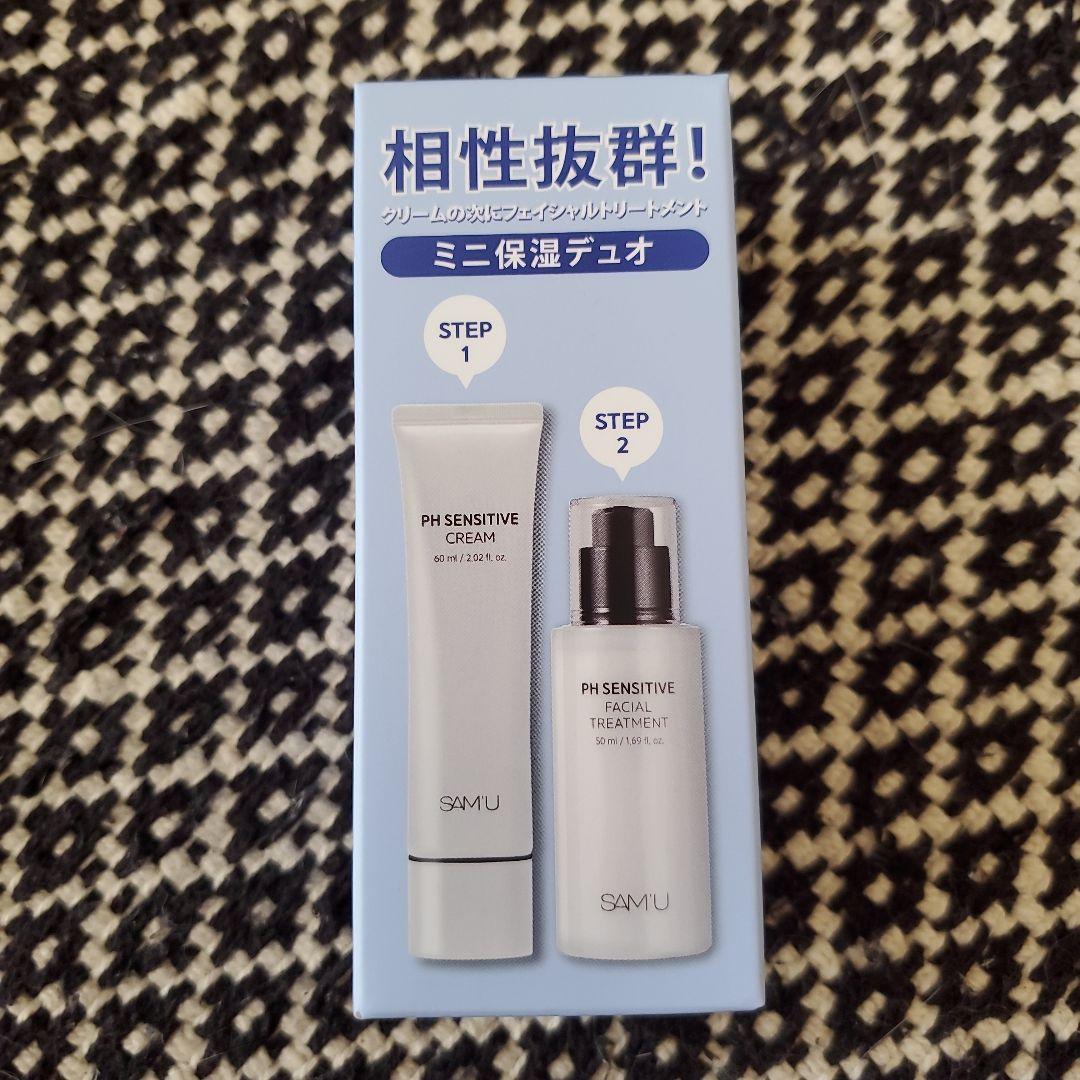 相性抜群!
クリームの次にフェイシャルトリートメント
ミニ保湿デュオ
STEP
1
STEP
2
PH SENSITIVE
CREAM
60 ml / 2.02 fl. oz.
SAM'U
PH SENSITIVE
FACIAL
TREATMENT
50 ml / 1.69 fl. oz.
SAM'U